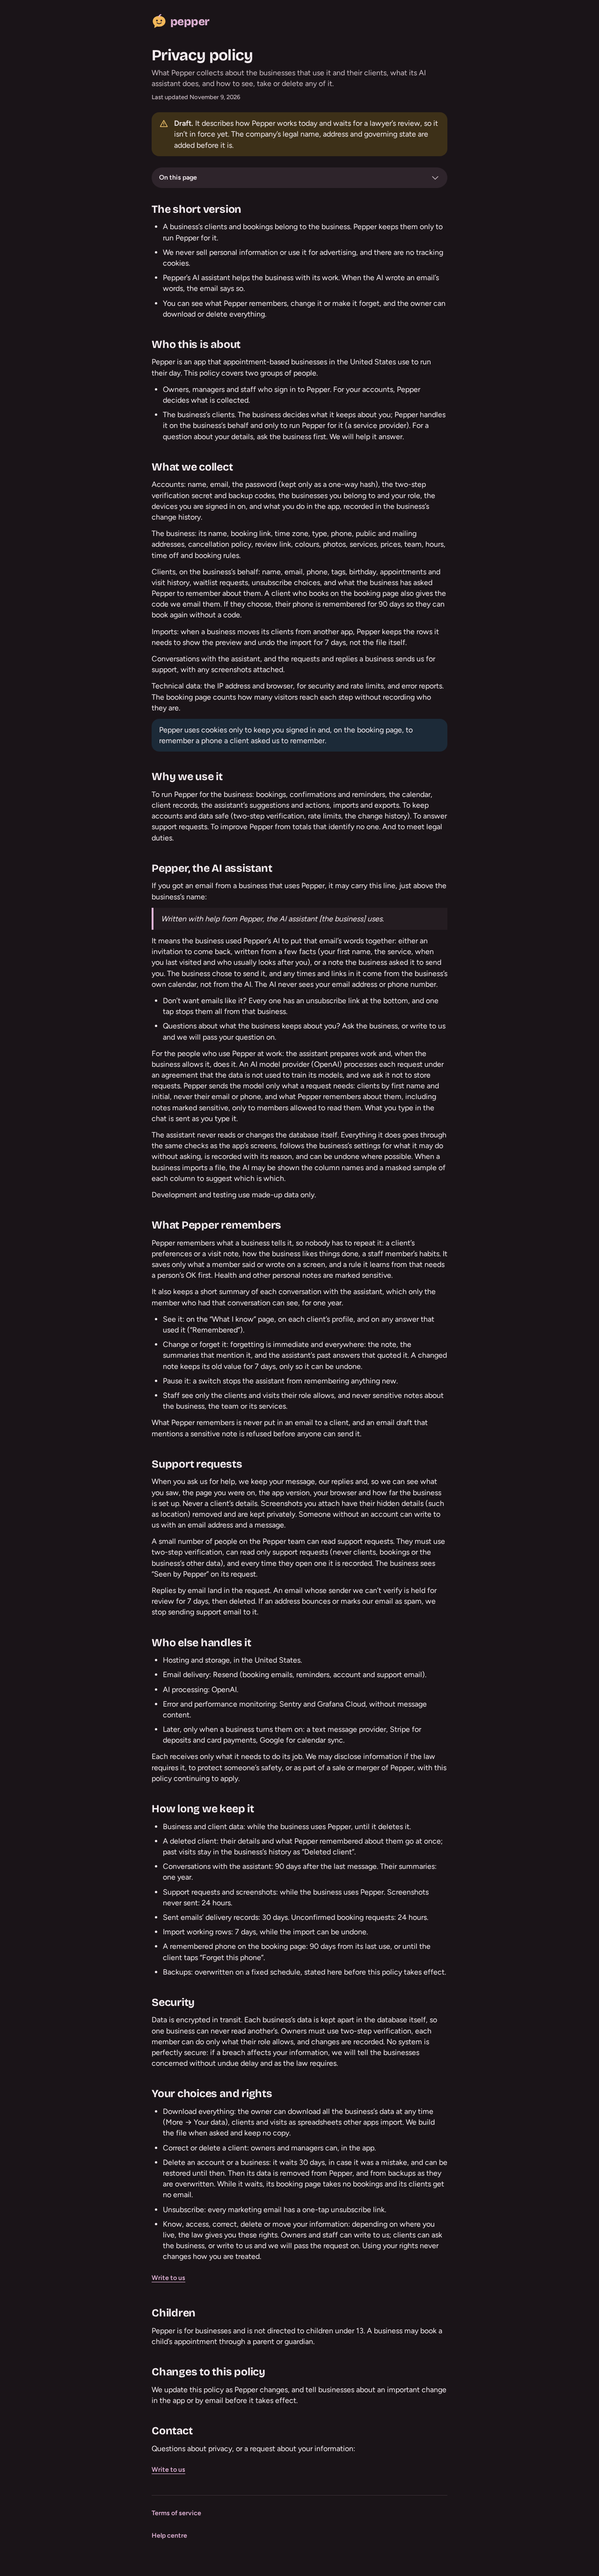 pepper
Privacy policy
What Pepper collects about the businesses that use it and their clients, what its AI
assistant does, and how to see, take or delete any of it.
Last updated November 9, 2026
Draft. It describes how Pepper works today and waits for a lawyer's review, so it
isn't in force yet. The company's legal name, address and governing state are
added before it is.
On this page
The short version
• A business's clients and bookings belong to the business. Pepper keeps them only to
run Pepper for it.
• We never sell personal information or use it for advertising, and there are no tracking
cookies.
• Pepper's AI assistant helps the business with its work. When the AI wrote an email's
words, the email says so.
• You can see what Pepper remembers, change it or make it forget, and the owner can
download or delete everything.
Who this is about
Pepper is an app that appointment-based businesses in the United States use to run
their day. This policy covers two groups of people.
• Owners, managers and staff who sign in to Pepper. For your accounts, Pepper
decides what is collected.
• The business's clients. The business decides what it keeps about you; Pepper handles
it on the business's behalf and only to run Pepper for it (a service provider). For a
question about your details, ask the business first. We will help it answer.
What we collect
Accounts: name, email, the password (kept only as a one-way hash), the two-step
verification secret and backup codes, the businesses you belong to and your role, the
devices you are signed in on, and what you do in the app, recorded in the business's
change history.
The business: its name, booking link, time zone, type, phone, public and mailing
addresses, cancellation policy, review link, colours, photos, services, prices, team, hours,
time off and booking rules.
Clients, on the business's behalf: name, email, phone, tags, birthday, appointments and
visit history, waitlist requests, unsubscribe choices, and what the business has asked
Pepper to remember about them. A client who books on the booking page also gives the
code we email them. If they choose, their phone is remembered for 90 days so they can
book again without a code.
Imports: when a business moves its clients from another app, Pepper keeps the rows it
needs to show the preview and undo the import for 7 days, not the file itself.
Conversations with the assistant, and the requests and replies a business sends us for
support, with any screenshots attached.
Technical data: the IP address and browser, for security and rate limits, and error reports.
The booking page counts how many visitors reach each step without recording who
they are.
Pepper uses cookies only to keep you signed in and, on the booking page, to
remember a phone a client asked us to remember.
Why we use it
To run Pepper for the business: bookings, confirmations and reminders, the calendar,
client records, the assistant's suggestions and actions, imports and exports. To keep
accounts and data safe (two-step verification, rate limits, the change history). To answer
support requests. To improve Pepper from totals that identify no one. And to meet legal
duties.
Pepper, the AI assistant
If you got an email from a business that uses Pepper, it may carry this line, just above the
business's name:
Written with help from Pepper, the AI assistant [the business] uses.
It means the business used Pepper's AI to put that email's words together: either an
invitation to come back, written from a few facts (your first name, the service, when
you last visited and who usually looks after you), or a note the business asked it to send
you. The business chose to send it, and any times and links in it come from the business's
own calendar, not from the AI. The AI never sees your email address or phone number.
• Don't want emails like it? Every one has an unsubscribe link at the bottom, and one
tap stops them all from that business.
• Questions about what the business keeps about you? Ask the business, or write to us
and we will pass your question on.
For the people who use Pepper at work: the assistant prepares work and, when the
business allows it, does it. An AI model provider (OpenAI) processes each request under
an agreement that the data is not used to train its models, and we ask it not to store
requests. Pepper sends the model only what a request needs: clients by first name and
initial, never their email or phone, and what Pepper remembers about them, including
notes marked sensitive, only to members allowed to read them. What you type in the
chat is sent as you type it.
The assistant never reads or changes the database itself. Everything it does goes through
the same checks as the app's screens, follows the business's settings for what it may do
without asking, is recorded with its reason, and can be undone where possible. When a
business imports a file, the AI may be shown the column names and a masked sample of
each column to suggest which is which.
Development and testing use made-up data only.
What Pepper remembers
Pepper remembers what a business tells it, so nobody has to repeat it: a client's
preferences or a visit note, how the business likes things done, a staff member's habits. It
saves only what a member said or wrote on a screen, and a rule it learns from that needs
a person's OK first. Health and other personal notes are marked sensitive.
It also keeps a short summary of each conversation with the assistant, which only the
member who had that conversation can see, for one year.
• See it: on the "What I know" page, on each client's profile, and on any answer that
used it ("Remembered").
• Change or forget it: forgetting is immediate and everywhere: the note, the
summaries that mention it, and the assistant's past answers that quoted it. A changed
note keeps its old value for 7 days, only so it can be undone.
• Pause it: a switch stops the assistant from remembering anything new.
• Staff see only the clients and visits their role allows, and never sensitive notes about
the business, the team or its services.
What Pepper remembers is never put in an email to a client, and an email draft that
mentions a sensitive note is refused before anyone can send it.
Support requests
When you ask us for help, we keep your message, our replies and, so we can see what
you saw, the page you were on, the app version, your browser and how far the business
is set up. Never a client's details. Screenshots you attach have their hidden details (such
as location) removed and are kept privately. Someone without an account can write to
us with an email address and a message.
A small number of people on the Pepper team can read support requests. They must use
two-step verification, can read only support requests (never clients, bookings or the
business's other data), and every time they open one it is recorded. The business sees
"Seen by Pepper" on its request.
Replies by email land in the request. An email whose sender we can't verify is held for
review for 7 days, then deleted. If an address bounces or marks our email as spam, we
stop sending support email to it.
Who else handles it
• Hosting and storage, in the United States.
• Email delivery: Resend (booking emails, reminders, account and support email).
• AI processing: OpenAI.
• Error and performance monitoring: Sentry and Grafana Cloud, without message
content.
• Later, only when a business turns them on: a text message provider, Stripe for
deposits and card payments, Google for calendar sync.
Each receives only what it needs to do its job. We may disclose information if the law
requires it, to protect someone's safety, or as part of a sale or merger of Pepper, with this
policy continuing to apply.
How long we keep it
• Business and client data: while the business uses Pepper, until it deletes it.
• A deleted client: their details and what Pepper remembered about them go at once;
past visits stay in the business's history as "Deleted client".
• Conversations with the assistant: 90 days after the last message. Their summaries:
one year.
• Support requests and screenshots: while the business uses Pepper. Screenshots
never sent: 24 hours.
• Sent emails' delivery records: 30 days. Unconfirmed booking requests: 24 hours.
• Import working rows: 7 days, while the import can be undone.
• A remembered phone on the booking page: 90 days from its last use, or until the
client taps "Forget this phone".
• Backups: overwritten on a fixed schedule, stated here before this policy takes effect.
Security
Data is encrypted in transit. Each business's data is kept apart in the database itself, so
one business can never read another's. Owners must use two-step verification, each
member can do only what their role allows, and changes are recorded. No system is
perfectly secure: if a breach affects your information, we will tell the businesses
concerned without undue delay and as the law requires.
Your choices and rights
• Download everything: the owner can download all the business's data at any time
(More → Your data), clients and visits as spreadsheets other apps import. We build
the file when asked and keep no copy.
• Correct or delete a client: owners and managers can, in the app.
• Delete an account or a business: it waits 30 days, in case it was a mistake, and can be
restored until then. Then its data is removed from Pepper, and from backups as they
are overwritten. While it waits, its booking page takes no bookings and its clients get
no email.
• Unsubscribe: every marketing email has a one-tap unsubscribe link.
• Know, access, correct, delete or move your information: depending on where you
live, the law gives you these rights. Owners and staff can write to us; clients can ask
the business, or write to us and we will pass the request on. Using your rights never
changes how you are treated.
Write to us
Children
Pepper is for businesses and is not directed to children under 13. A business may book a
child's appointment through a parent or guardian.
Changes to this policy
We update this policy as Pepper changes, and tell businesses about an important change
in the app or by email before it takes effect.
Contact
Questions about privacy, or a request about your information:
Write to us
Terms of service
Help centre